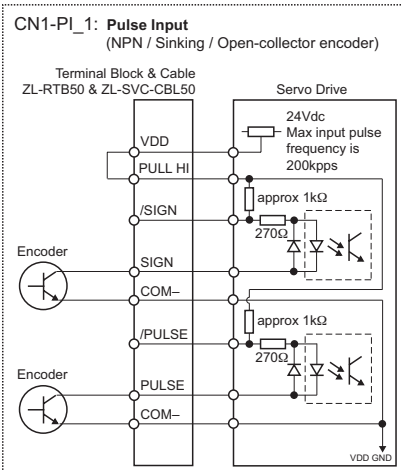 CN1-PI_1: Pulse Input
(NPN / Sinking / Open-collector encoder)
Terminal Block & Cable
ZL-RTB50 & ZL-SVC-CBL50
Servo Drive
24Vdc
Max input pulse
frequency is
200kpps
VDD
PULL HI
approx 1kΩ
/SIGN
270Ω
Encoder
SIGN
COM–
approx 1kΩ
/PULSE
270Ω
Encoder
PULSE
COM–
VDD GND